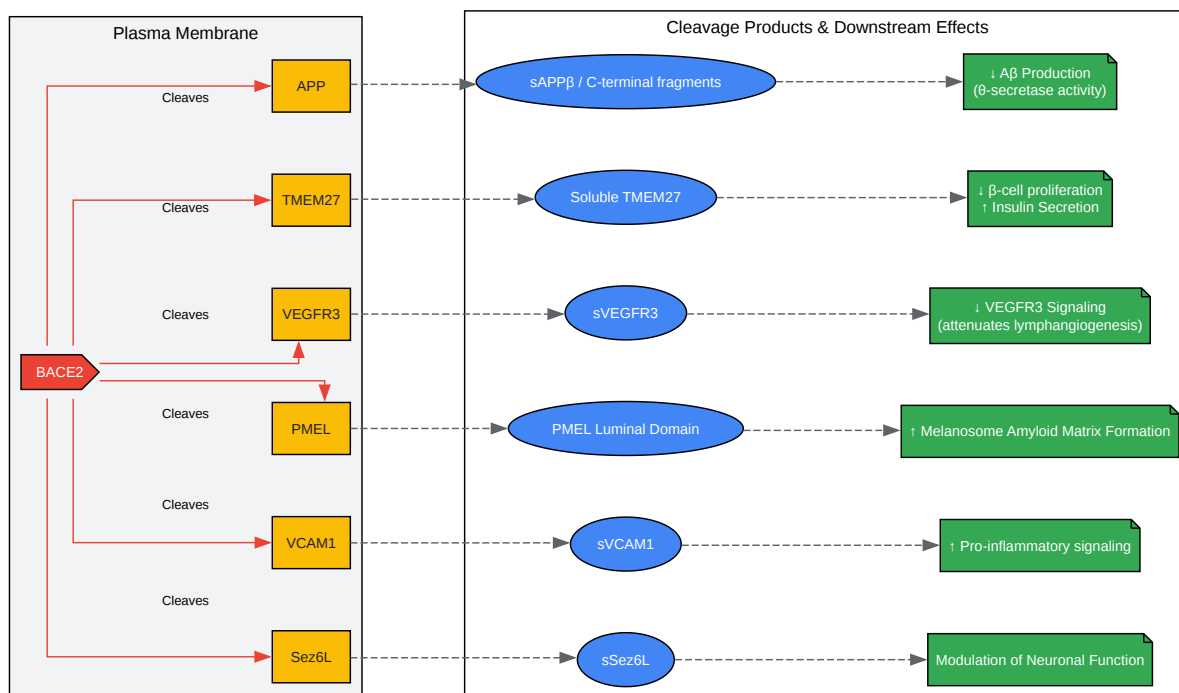 Plasma Membrane
Cleavage Products & Downstream Effects
APP
Cleaves
sAPPβ / C-terminal fragments
↓ Aβ Production
(θ-secretase activity)
TMEM27
Cleaves
Soluble TMEM27
↓ β-cell proliferation
↑ Insulin Secretion
VEGFR3
Cleaves
sVEGFR3
↓ VEGFR3 Signaling
(attenuates lymphangiogenesis)
BACE2
Cleaves
PMEL
PMEL Luminal Domain
↑ Melanosome Amyloid Matrix Formation
Cleaves
VCAM1
sVCAM1
↑ Pro-inflammatory signaling
Cleaves
Sez6L
sSez6L
Modulation of Neuronal Function